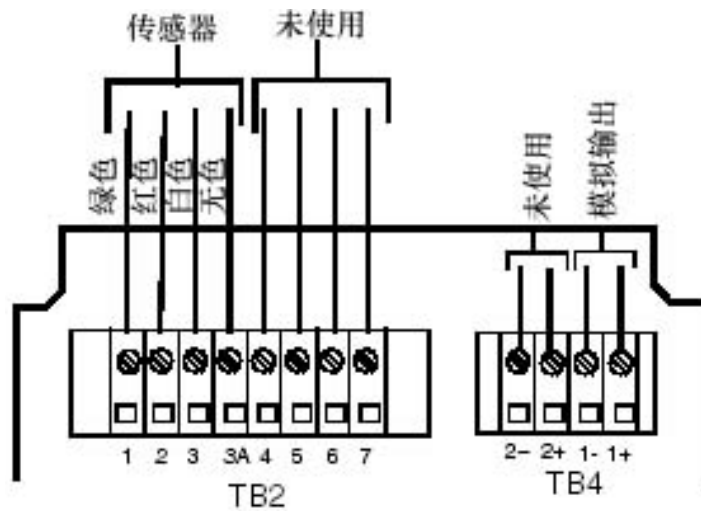 传感器 未使用
绿色 红色 白色 无色
未使用 模拟输出
1 2 3 3A 4 5 6 7
TB2
2- 2+ 1- 1+
TB4